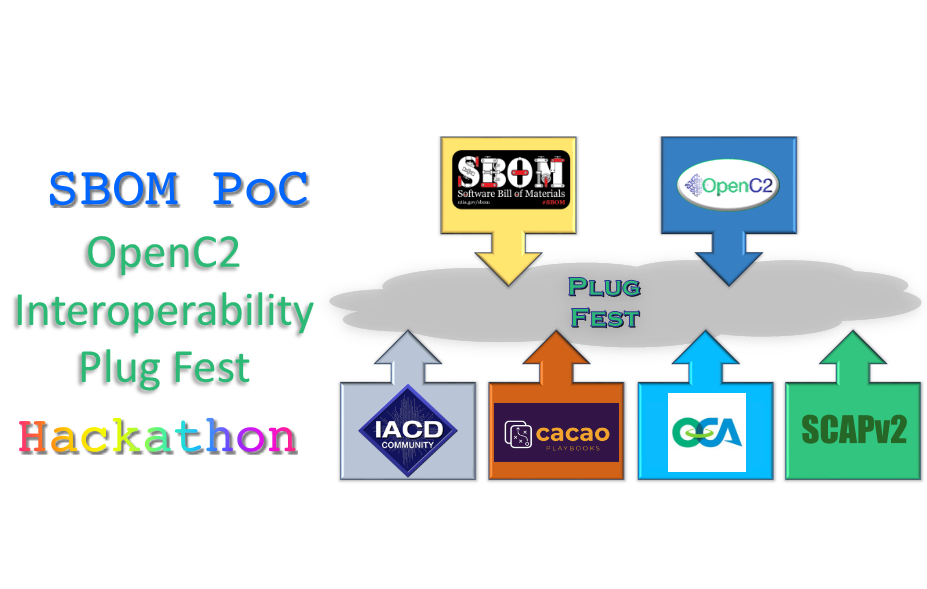 SBOM PoC
OpenC2
Interoperability
Plug Fest
Hackathon
SBOM
Software Bill of Materials
ntia.gov/sbom #SBOM
OpenC2
Plug
Fest
IACD
COMMUNITY
cacao
PLAYBOOKS
OCA
SCAPv2